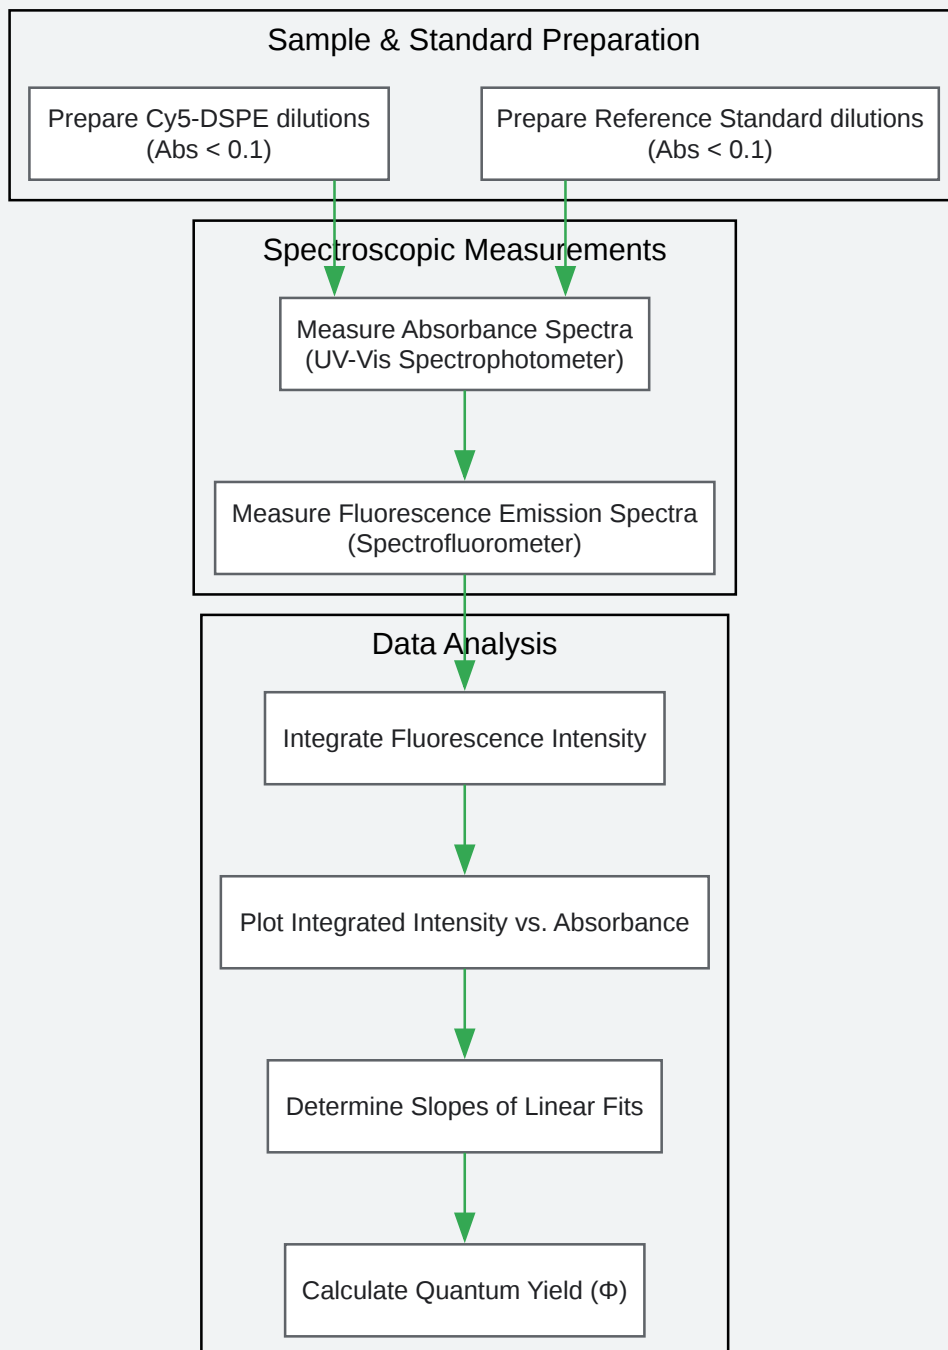 Sample & Standard Preparation
Prepare Cy5-DSPE dilutions
(Abs < 0.1)
Prepare Reference Standard dilutions
(Abs < 0.1)
Spectroscopic Measurements
Measure Absorbance Spectra
(UV-Vis Spectrophotometer)
Measure Fluorescence Emission Spectra
(Spectrofluorometer)
Data Analysis
Integrate Fluorescence Intensity
Plot Integrated Intensity vs. Absorbance
Determine Slopes of Linear Fits
Calculate Quantum Yield (Φ)